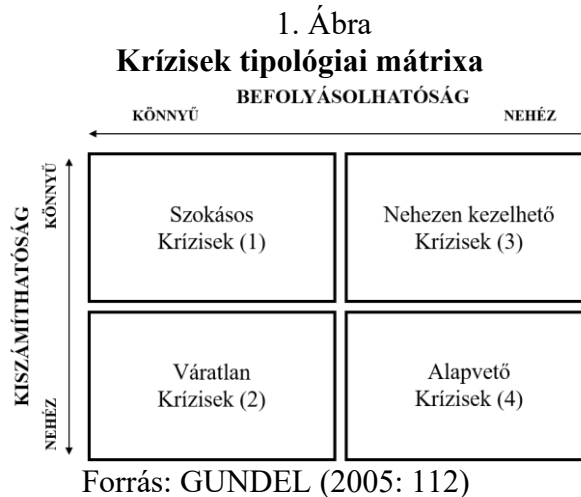 1. Ábra
Krízisek tipológiai mátrixa
BEFOLYÁSOLHATÓSÁG
KÖNNYŰ
NEHÉZ
KISZÁMÍTHATÓSÁG
KÖNNYŰ
NEHÉZ
Szokásos
Krízisek (1)
Nehezen kezelhető
Krízisek (3)
Váratlan
Krízisek (2)
Alapvető
Krízisek (4)
Forrás: GUNDEL (2005: 112)